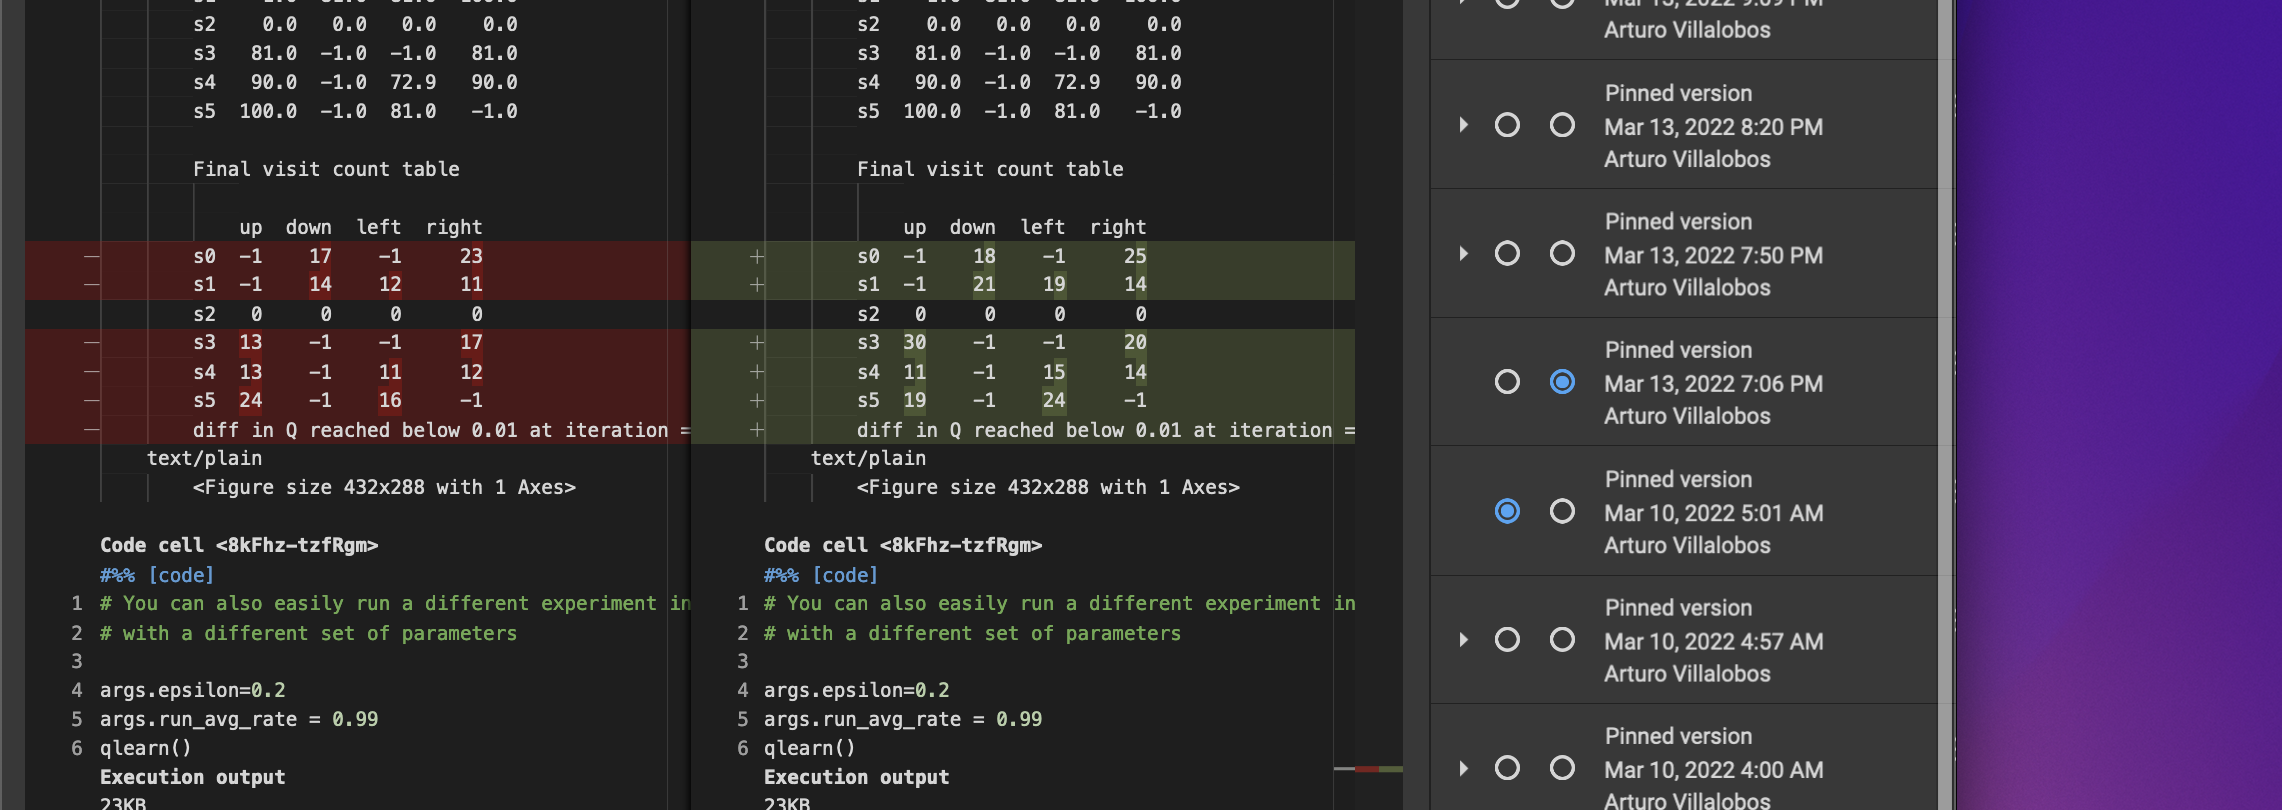 s2 0.0 0.0 0.0 0.0
s3 81.0 -1.0 -1.0 81.0
s4 90.0 -1.0 72.9 90.0
s5 100.0 -1.0 81.0 -1.0
Final visit count table
up down left right
- s0 -1 17 -1 23
- s1 -1 14 12 11
s2 0 0 0 0
- s3 13 -1 -1 17
- s4 13 -1 11 12
- s5 24 -1 16 -1
- diff in Q reached below 0.01 at iteration =
text/plain
<Figure size 432x288 with 1 Axes>
Code cell <8kFhz-tzfRgm>
#%% [code]
1 # You can also easily run a different experiment in
2 # with a different set of parameters
3
4 args.epsilon=0.2
5 args.run_avg_rate = 0.99
6 qlearn()
Execution output
23KB
s2 0.0 0.0 0.0 0.0
s3 81.0 -1.0 -1.0 81.0
s4 90.0 -1.0 72.9 90.0
s5 100.0 -1.0 81.0 -1.0
Final visit count table
up down left right
+ s0 -1 18 -1 25
+ s1 -1 21 19 14
s2 0 0 0 0
+ s3 30 -1 -1 20
+ s4 11 -1 15 14
+ s5 19 -1 24 -1
+ diff in Q reached below 0.01 at iteration =
text/plain
<Figure size 432x288 with 1 Axes>
Code cell <8kFhz-tzfRgm>
#%% [code]
1 # You can also easily run a different experiment in
2 # with a different set of parameters
3
4 args.epsilon=0.2
5 args.run_avg_rate = 0.99
6 qlearn()
Execution output
23KB
Mar 13, 2022 9:09 PM
Arturo Villalobos
Pinned version
Mar 13, 2022 8:20 PM
Arturo Villalobos
Pinned version
Mar 13, 2022 7:50 PM
Arturo Villalobos
Pinned version
Mar 13, 2022 7:06 PM
Arturo Villalobos
Pinned version
Mar 10, 2022 5:01 AM
Arturo Villalobos
Pinned version
Mar 10, 2022 4:57 AM
Arturo Villalobos
Pinned version
Mar 10, 2022 4:00 AM
Arturo Villalobos